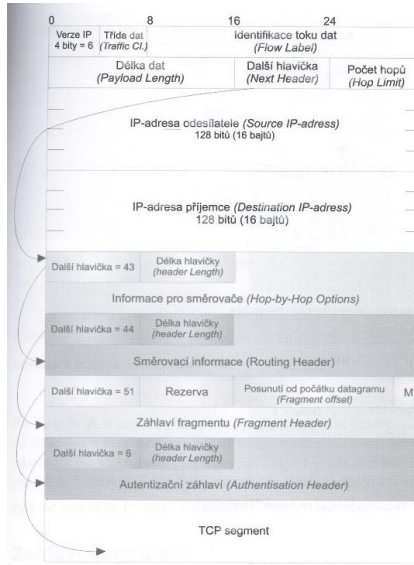 0 8 16 24
Verze IP Třída dat Identifikace toku dat
4 bity = 6 (Traffic Cl.) (Flow Label)
Délka dat Další hlavička Počet hopů
(Payload Length) (Next Header) (Hop Limit)
IP-adresa odesílatele (Source IP-adress)
128 bitů (16 bajtů)
IP-adresa příjemce (Destination IP-adress)
128 bitů (16 bajtů)
Další hlavička = 43 Délka hlavičky
(header Length)
Informace pro směrovače (Hop-by-Hop Options)
Další hlavička = 44 Délka hlavičky
(header Length)
Směrovací informace (Routing Header)
Další hlavička = 51 Rezerva Posunutí od počátku datagramu M
(Fragment offset)
Záhlaví fragmentu (Fragment Header)
Další hlavička = 6 Délka hlavičky
(header Length)
Autentizační záhlaví (Authentisation Header)
TCP segment